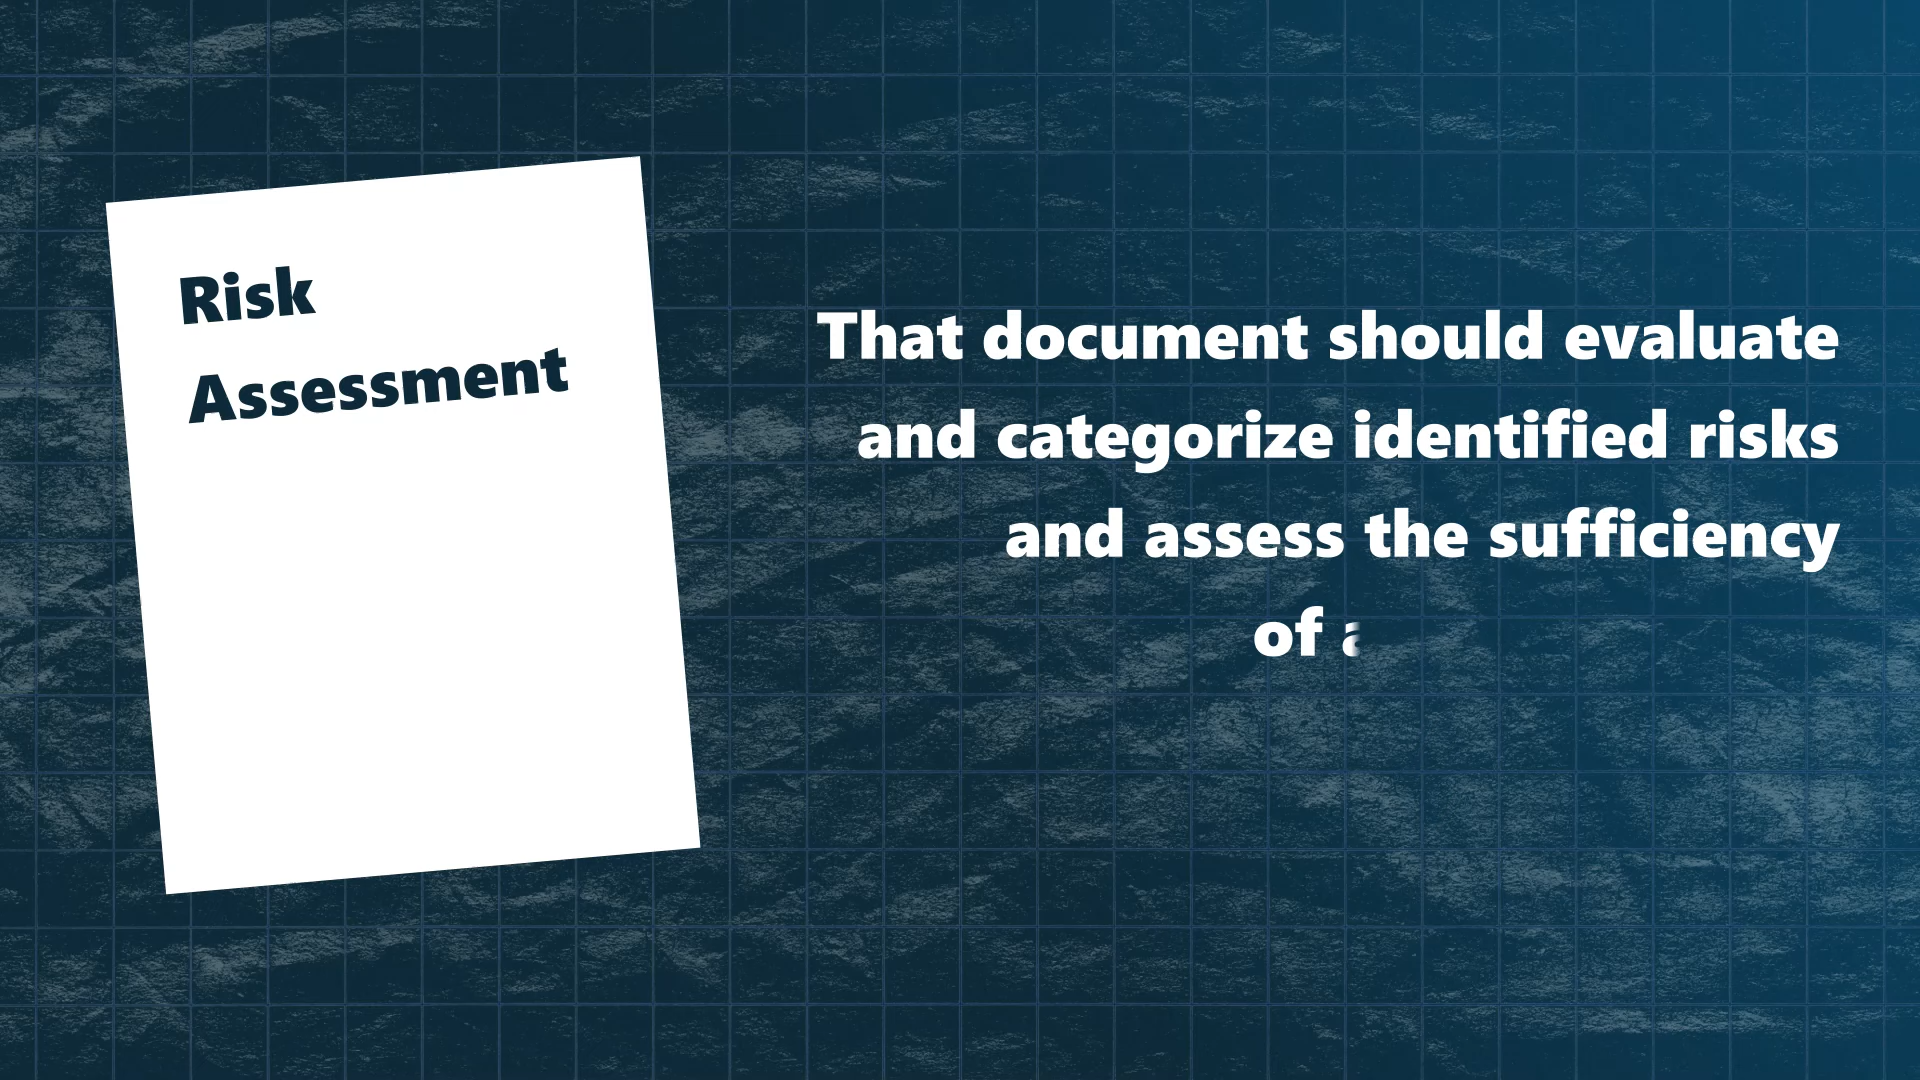 Risk
Assessment
That document should evaluate
and categorize identified risks
and assess the sufficiency
of